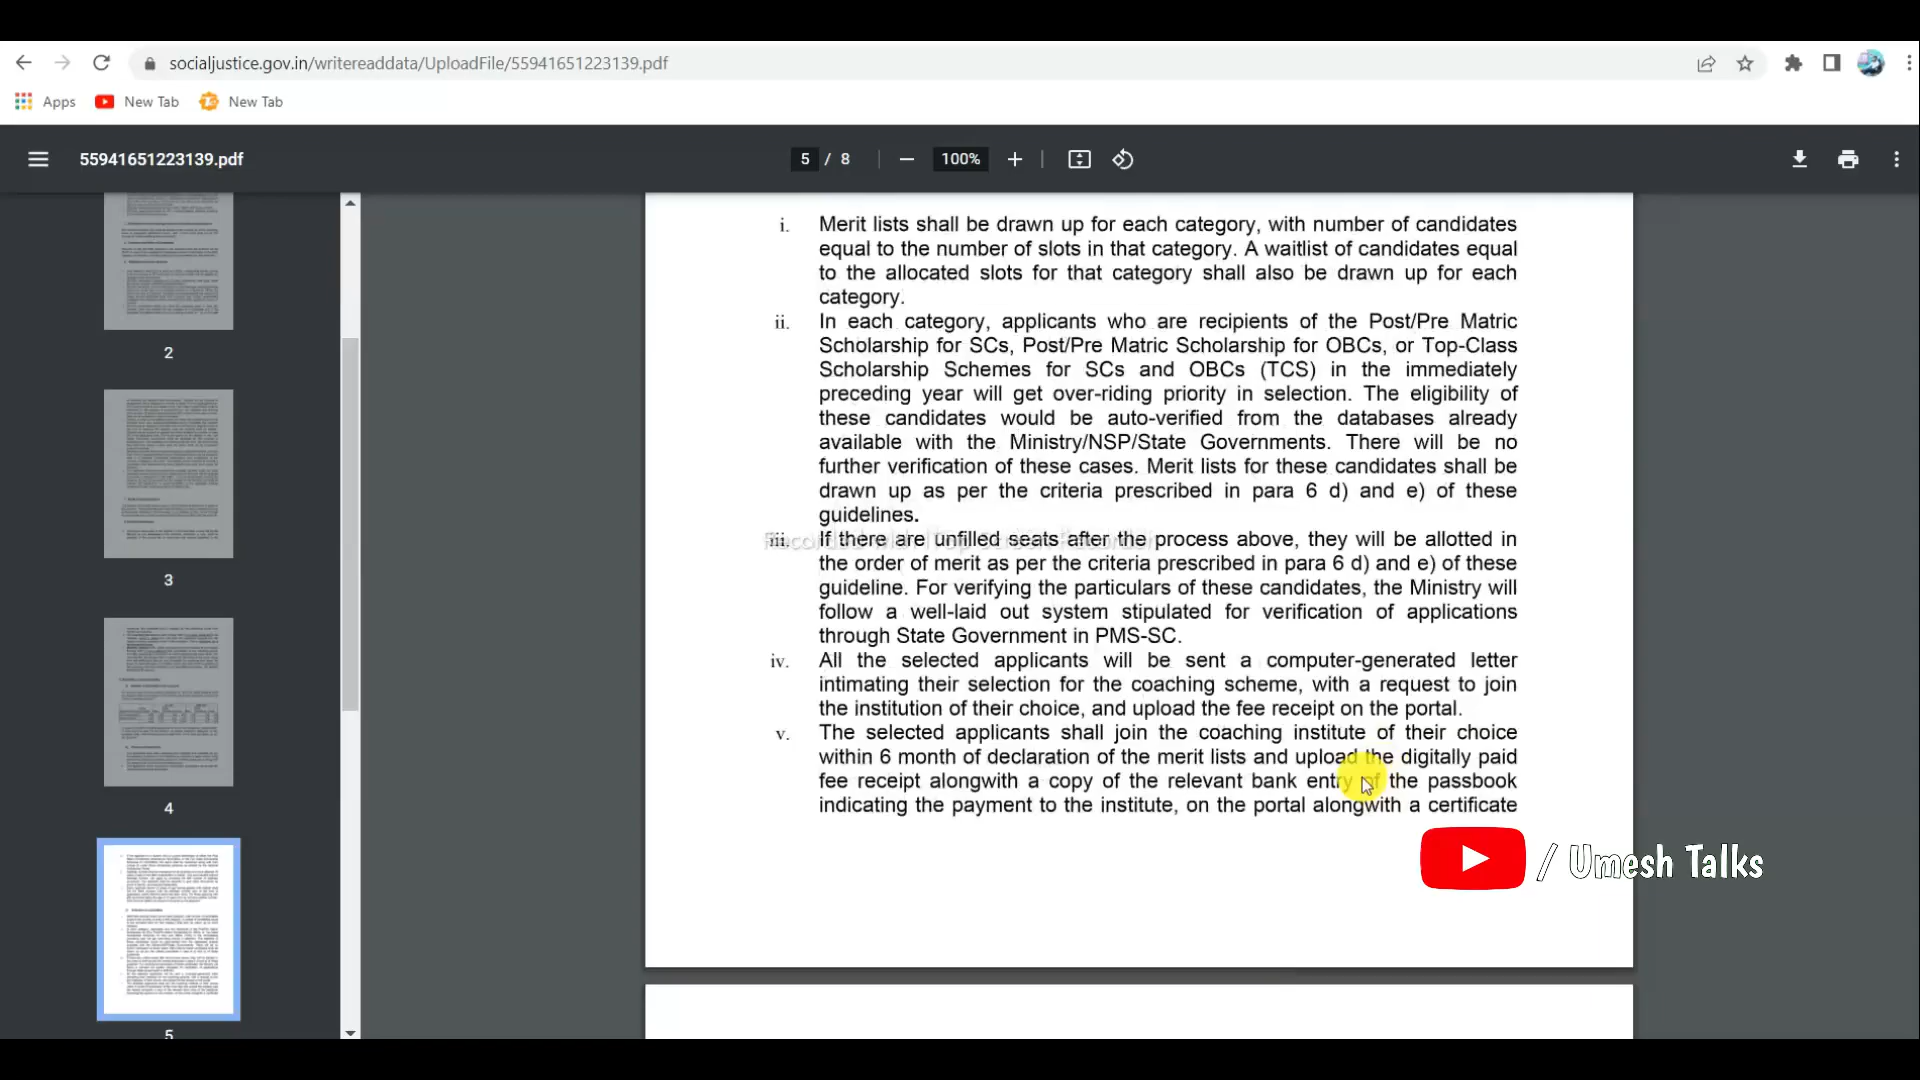 socialjustice.gov.in/writereaddata/UploadFile/55941651223139.pdf
Apps New Tab New Tab
55941651223139.pdf 5 / 8 100%
i. Merit lists shall be drawn up for each category, with number of candidates
equal to the number of slots in that category. A waitlist of candidates equal
to the allocated slots for that category shall also be drawn up for each
category.
ii. In each category, applicants who are recipients of the Post/Pre Matric
Scholarship for SCs, Post/Pre Matric Scholarship for OBCs, or Top-Class
Scholarship Schemes for SCs and OBCs (TCS) in the immediately
preceding year will get over-riding priority in selection. The eligibility of
these candidates would be auto-verified from the databases already
available with the Ministry/NSP/State Governments. There will be no
further verification of these cases. Merit lists for these candidates shall be
drawn up as per the criteria prescribed in para 6 d) and e) of these
guidelines.
iii. If there are unfilled seats after the process above, they will be allotted in
the order of merit as per the criteria prescribed in para 6 d) and e) of these
guideline. For verifying the particulars of these candidates, the Ministry will
follow a well-laid out system stipulated for verification of applications
through State Government in PMS-SC.
iv. All the selected applicants will be sent a computer-generated letter
intimating their selection for the coaching scheme, with a request to join
the institution of their choice, and upload the fee receipt on the portal.
v. The selected applicants shall join the coaching institute of their choice
within 6 month of declaration of the merit lists and upload the digitally paid
fee receipt alongwith a copy of the relevant bank entry of the passbook
indicating the payment to the institute, on the portal alongwith a certificate
/ Umesh Talks
2
3
4
5